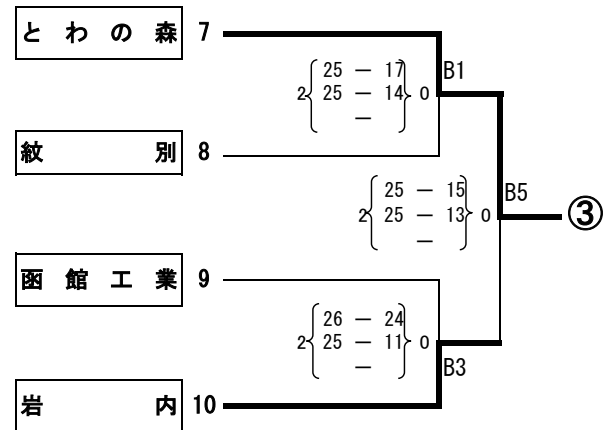 とわの森 7
25 － 17 B1
2 25 － 14 0
－
紋別 8
25 － 15 B5
2 25 － 13 0 ③
－
函館工業 9
26 － 24
2 25 － 11 0
－ B3
岩内 10